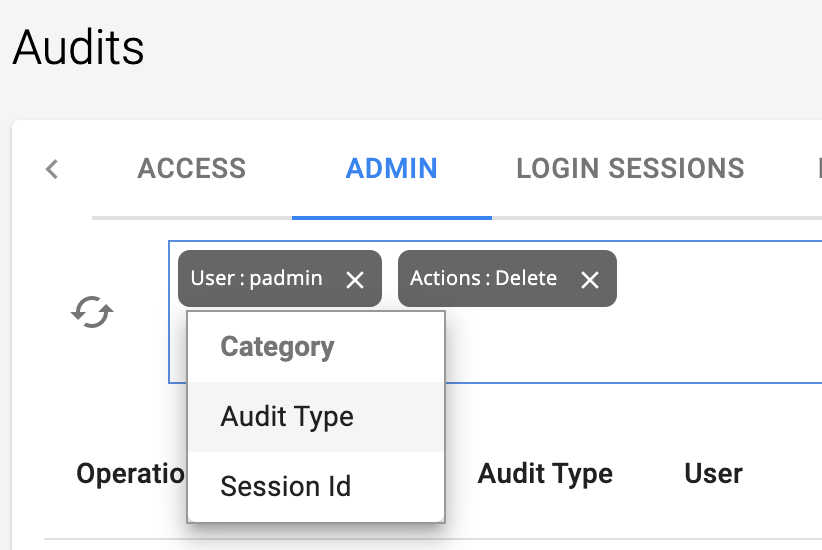 Audits
ACCESS ADMIN LOGIN SESSIONS
User : padmin Actions : Delete
Category
Audit Type
Session Id
Operatio Audit Type User